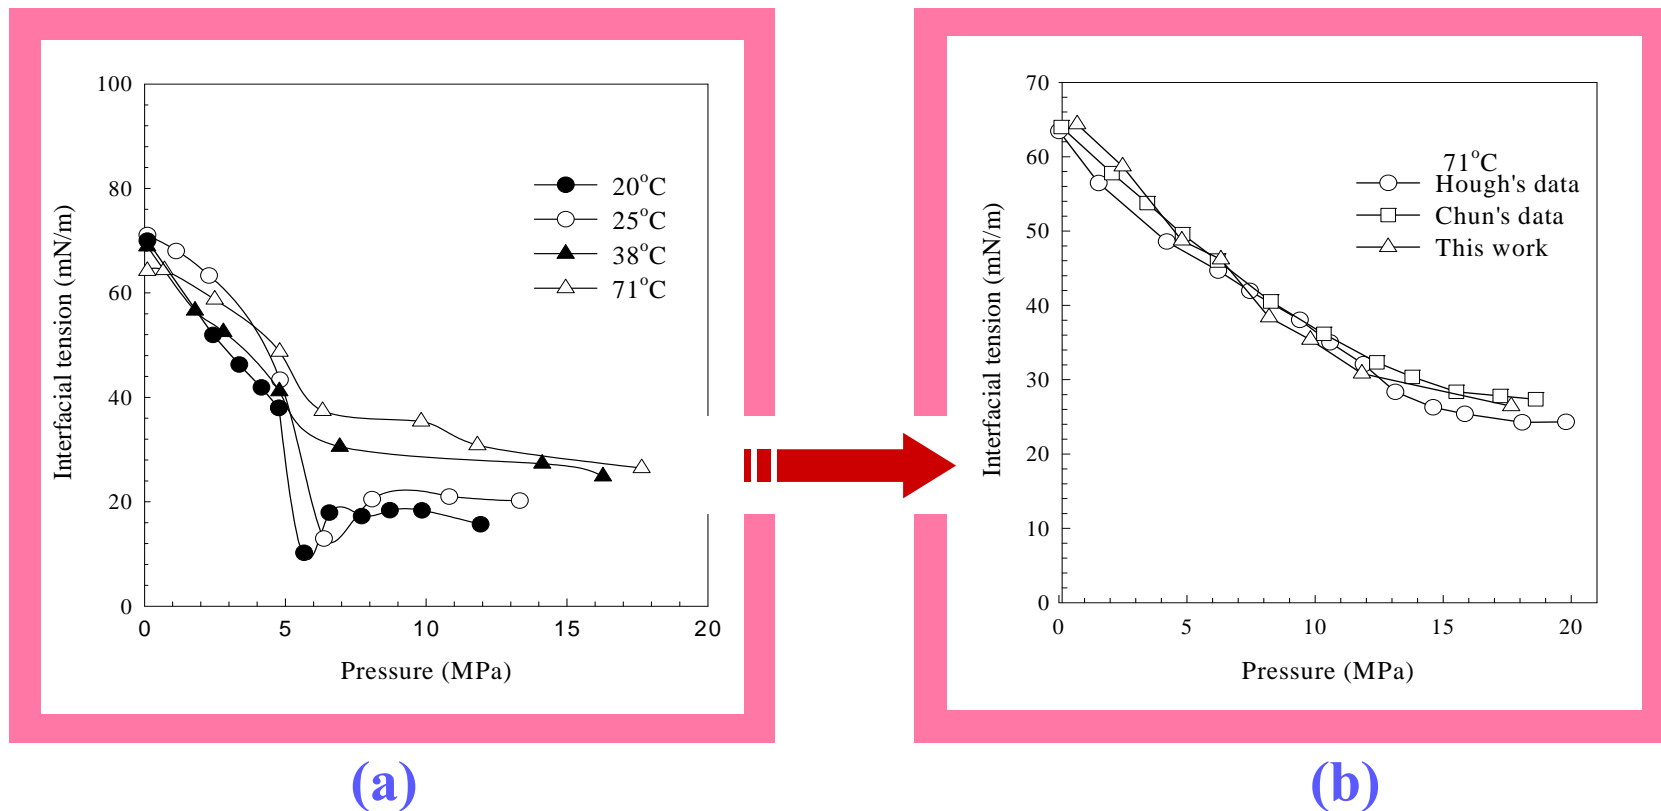 100
80
60
40
20
0
0 5 10 15 20
Interfacial tension (mN/m)
Pressure (MPa)
20°C
25°C
38°C
71°C
(a)
70
60
50
40
30
20
10
0
0 5 10 15 20
Interfacial tension (mN/m)
Pressure (MPa)
71°C
Hough's data
Chun's data
This work
(b)